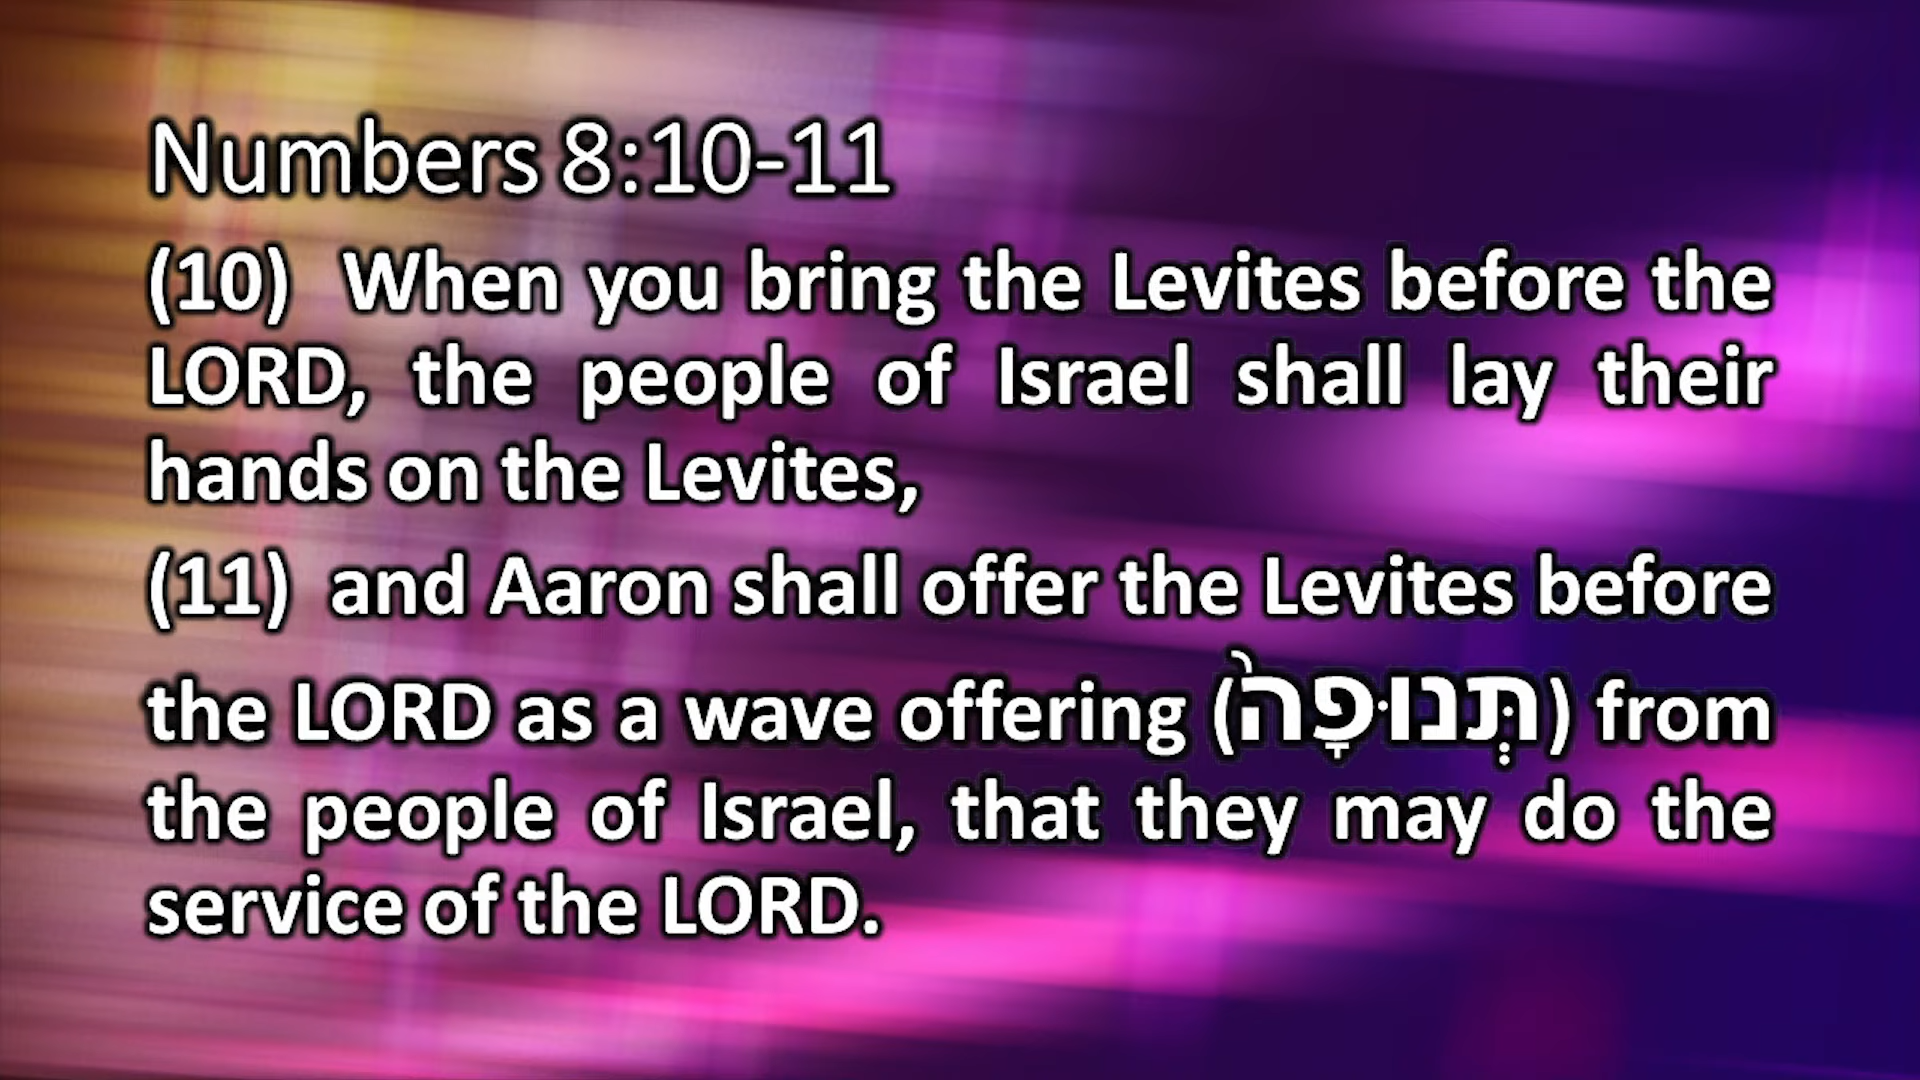 Numbers 8:10-11
(10)  When you bring the Levites before the
LORD, the people of Israel shall lay their
hands on the Levites,
(11)  and Aaron shall offer the Levites before
the LORD as a wave offering (תְּנוּפָה֙) from
the people of Israel, that they may do the
service of the LORD.